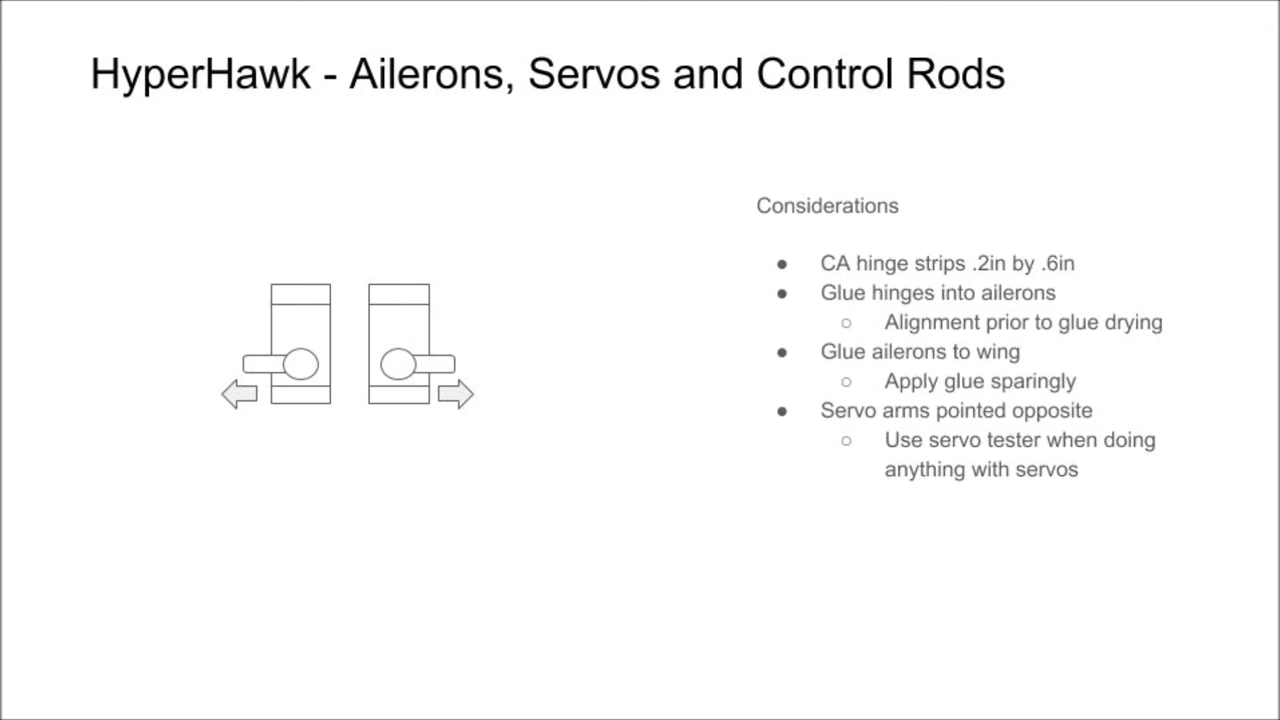 HyperHawk - Ailerons, Servos and Control Rods
Considerations
● CA hinge strips .2in by .6in
● Glue hinges into ailerons
○ Alignment prior to glue drying
● Glue ailerons to wing
○ Apply glue sparingly
● Servo arms pointed opposite
○ Use servo tester when doing
anything with servos